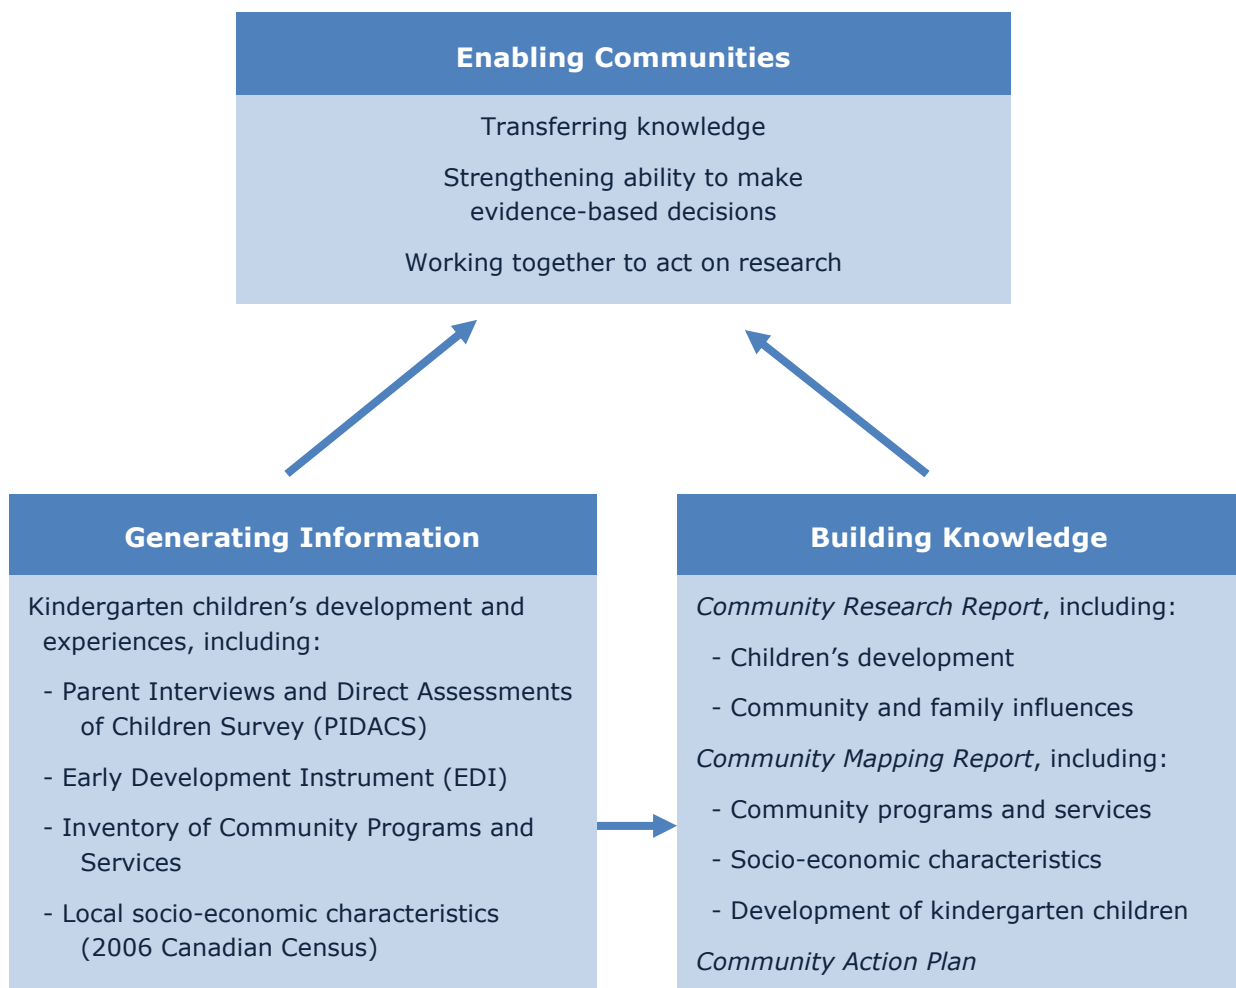 Enabling Communities
Transferring knowledge
Strengthening ability to make
evidence-based decisions
Working together to act on research
Generating Information
Kindergarten children’s development and
experiences, including:
- Parent Interviews and Direct Assessments
of Children Survey (PIDACS)
- Early Development Instrument (EDI)
- Inventory of Community Programs and
Services
- Local socio-economic characteristics
(2006 Canadian Census)
Building Knowledge
Community Research Report, including:
- Children’s development
- Community and family influences
Community Mapping Report, including:
- Community programs and services
- Socio-economic characteristics
- Development of kindergarten children
Community Action Plan